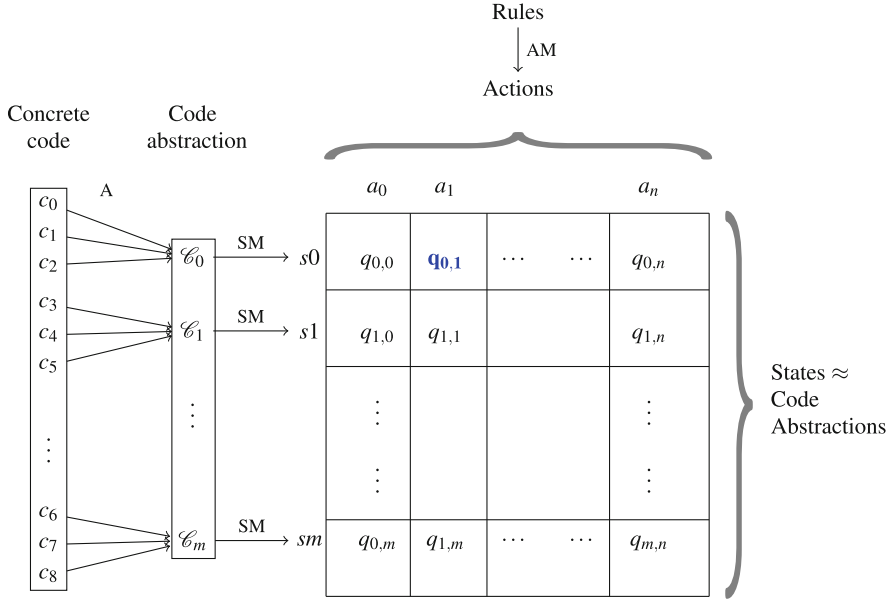 Rules
AM
Actions
Concrete code
Code abstraction
A
a₀ a₁ aₙ
c₀
c₁
c₂
c₃
c₄
c₅
⋮
c₆
c₇
c₈
𝒞₀
𝒞₁
⋮
𝒞ₘ
SM
SM
SM
s0 q₀,₀ q₀,₁ ⋯ ⋯ q₀,ₙ
s1 q₁,₀ q₁,₁ q₁,ₙ
⋮ ⋮
⋮ ⋮
sm q₀,ₘ q₁,ₘ ⋯ ⋯ qₘ,ₙ
States ≈
Code
Abstractions